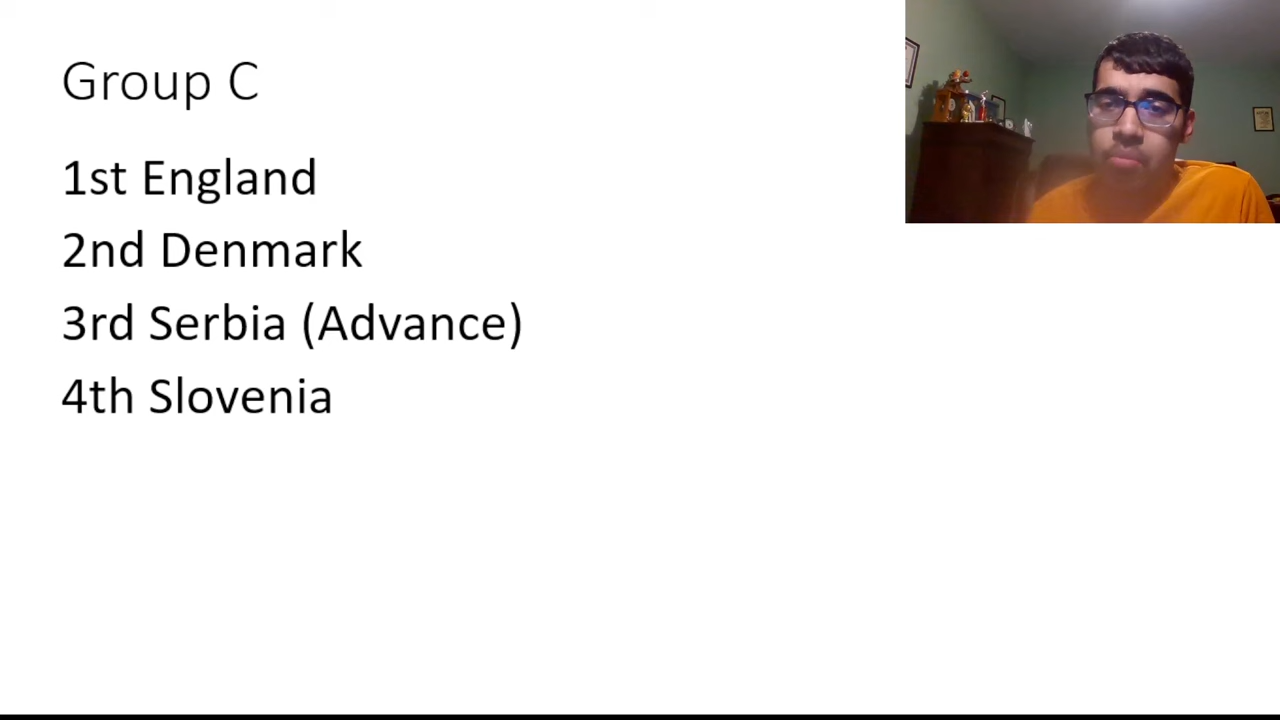 Group C
1st England
2nd Denmark
3rd Serbia (Advance)
4th Slovenia